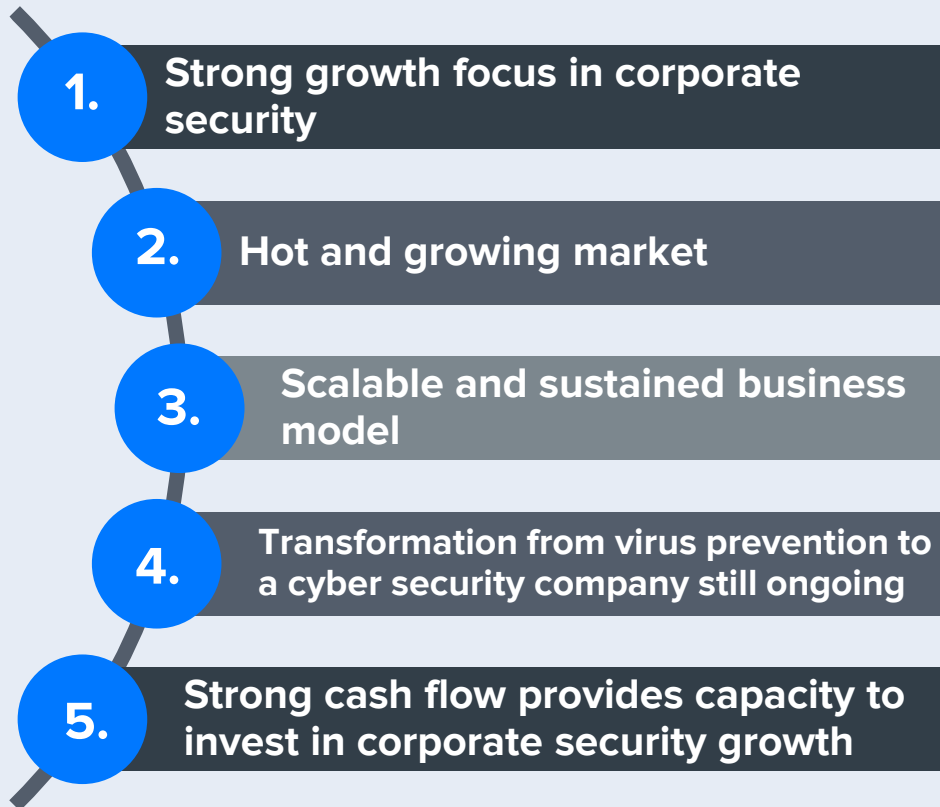 1.
Strong growth focus in corporate
security
2.
Hot and growing market
3.
Scalable and sustained business
model
4.
Transformation from virus prevention to
a cyber security company still ongoing
5.
Strong cash flow provides capacity to
invest in corporate security growth